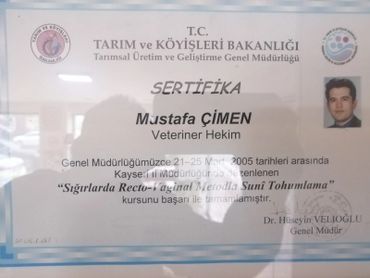 T.C.
TARIM ve KÖYİŞLERİ BAKANLIĞI
Tarımsal Üretim ve Geliştirme Genel Müdürlüğü
SERTİFİKA
Mustafa ÇİMEN
Veteriner Hekim
Genel Müdürlüğümüzce 21-25 Mart 2005 tarihleri arasında
Kayseri İl Müdürlüğünde düzenlenen
“Sığırlarda Recto-Vaginal Metodla Sunî Tohumlama”
kursunu başarı ile tamamlamıştır.
Dr. Hüseyin VELİOĞLU
Genel Müdür